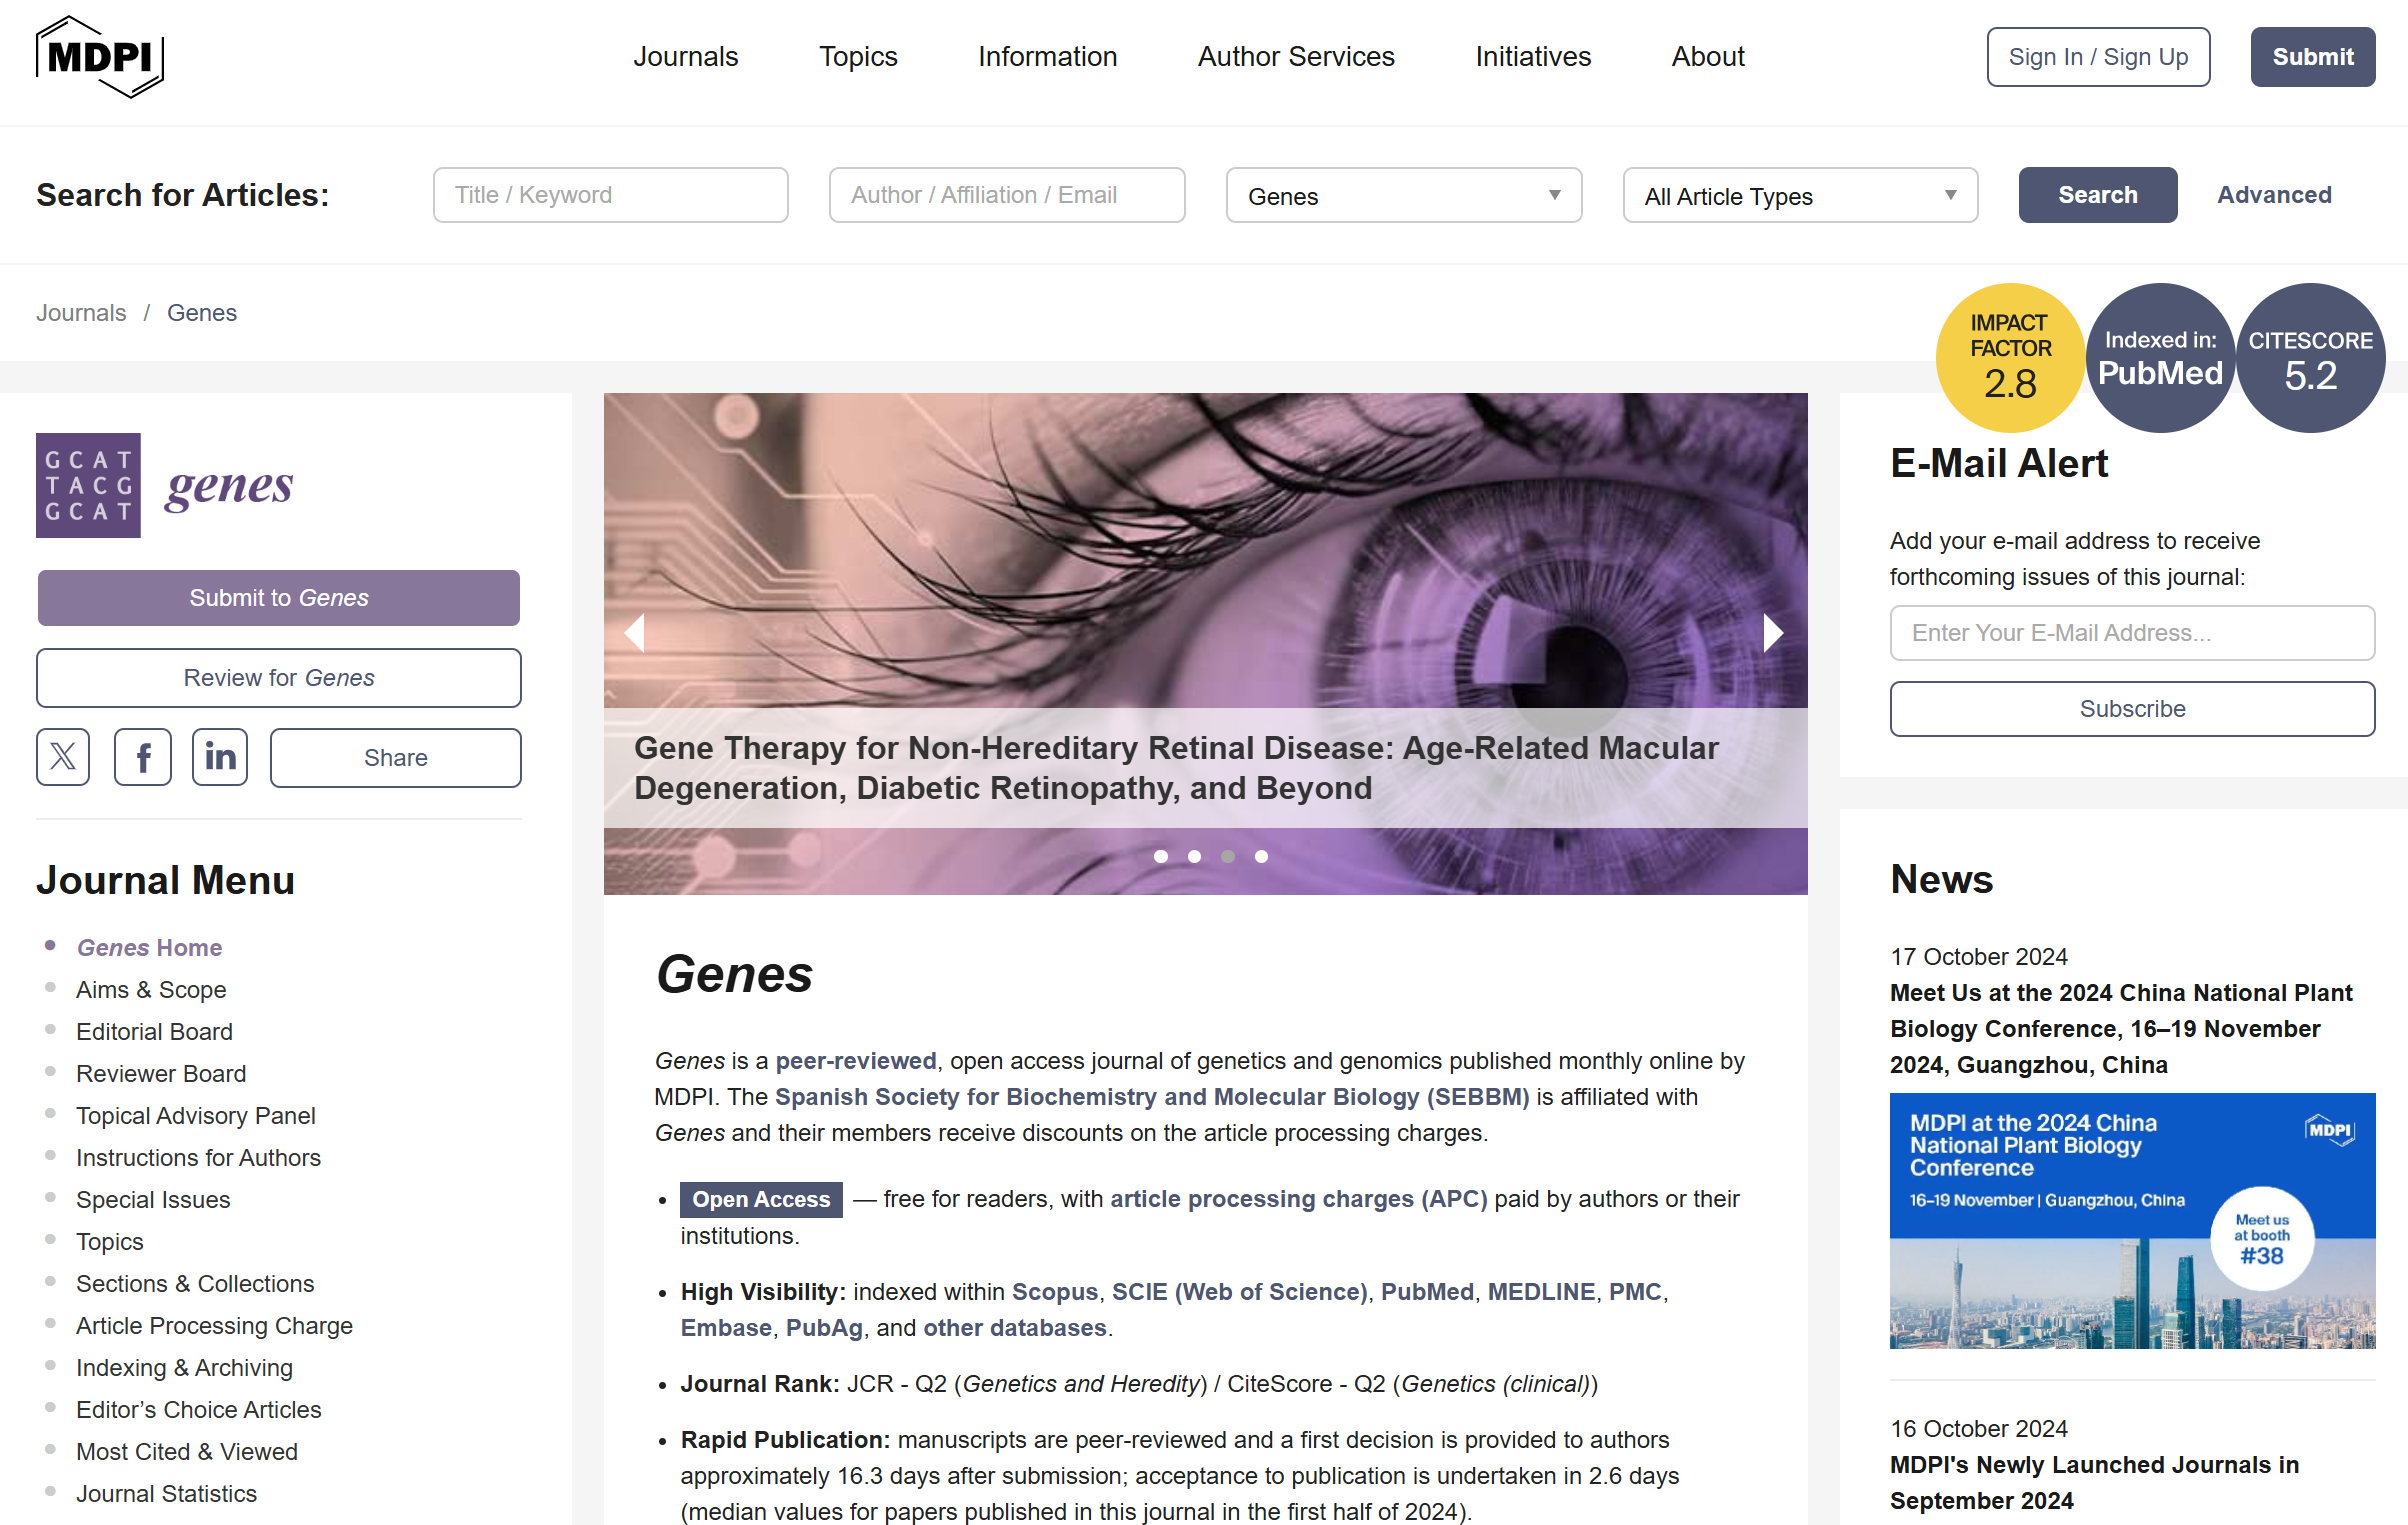 MDPI
Journals
Topics
Information
Author Services
Initiatives
About
Sign In / Sign Up
Submit
Search for Articles:
Title / Keyword
Author / Affiliation / Email
Genes
All Article Types
Search
Advanced
Journals / Genes
IMPACT
FACTOR
2.8
Indexed in:
PubMed
CITESCORE
5.2
GCAT
TACG
GCAT
genes
Submit to Genes
Review for Genes
Share
Journal Menu
Genes Home
Aims & Scope
Editorial Board
Reviewer Board
Topical Advisory Panel
Instructions for Authors
Special Issues
Topics
Sections & Collections
Article Processing Charge
Indexing & Archiving
Editor’s Choice Articles
Most Cited & Viewed
Journal Statistics
Gene Therapy for Non-Hereditary Retinal Disease: Age-Related Macular
Degeneration, Diabetic Retinopathy, and Beyond
Genes
Genes is a peer-reviewed, open access journal of genetics and genomics published monthly online by
MDPI. The Spanish Society for Biochemistry and Molecular Biology (SEBBM) is affiliated with
Genes and their members receive discounts on the article processing charges.
• Open Access — free for readers, with article processing charges (APC) paid by authors or their
institutions.
• High Visibility: indexed within Scopus, SCIE (Web of Science), PubMed, MEDLINE, PMC,
Embase, PubAg, and other databases.
• Journal Rank: JCR - Q2 (Genetics and Heredity) / CiteScore - Q2 (Genetics (clinical))
• Rapid Publication: manuscripts are peer-reviewed and a first decision is provided to authors
approximately 16.3 days after submission; acceptance to publication is undertaken in 2.6 days
(median values for papers published in this journal in the first half of 2024).
E-Mail Alert
Add your e-mail address to receive
forthcoming issues of this journal:
Enter Your E-Mail Address...
Subscribe
News
17 October 2024
Meet Us at the 2024 China National Plant
Biology Conference, 16–19 November
2024, Guangzhou, China
MDPI at the 2024 China
National Plant Biology
Conference
16–19 November | Guangzhou, China
MDPI
Meet us
at booth
#38
16 October 2024
MDPI's Newly Launched Journals in
September 2024